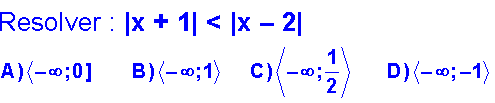 Resolver : |x + 1| < |x – 2|
A)⟨–∞;0] B)⟨–∞;1⟩ C)⟨–∞;1/2⟩ D)⟨–∞;–1⟩